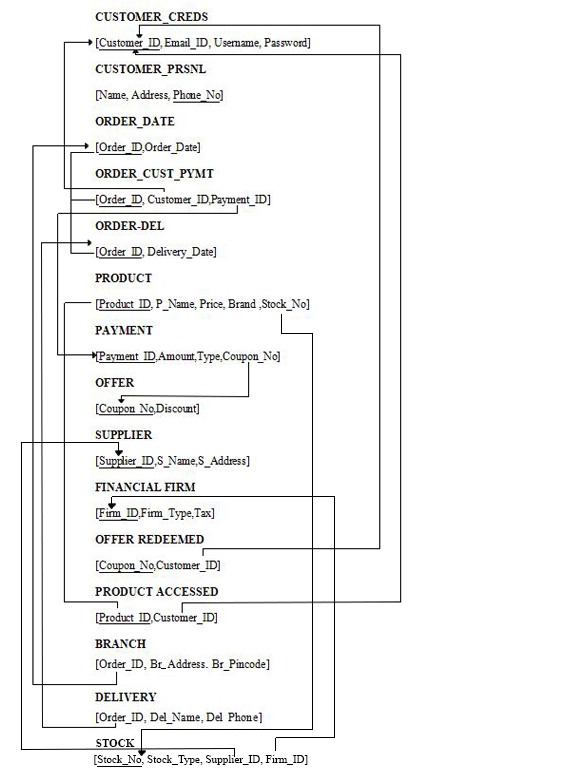 CUSTOMER_CREDS
[Customer_ID, Email_ID, Username, Password]
CUSTOMER_PRSNL
[Name, Address, Phone_No]
ORDER_DATE
[Order_ID,Order_Date]
ORDER_CUST_PYMT
[Order_ID, Customer_ID,Payment_ID]
ORDER-DEL
[Order_ID, Delivery_Date]
PRODUCT
[Product_ID, P_Name, Price, Brand ,Stock_No]
PAYMENT
[Payment_ID,Amount,Type,Coupon_No]
OFFER
[Coupon_No,Discount]
SUPPLIER
[Supplier_ID,S_Name,S_Address]
FINANCIAL FIRM
[Firm_ID,Firm_Type,Tax]
OFFER REDEEMED
[Coupon_No,Customer_ID]
PRODUCT ACCESSED
[Product_ID,Customer_ID]
BRANCH
[Order_ID, Br_Address. Br_Pincode]
DELIVERY
[Order_ID, Del_Name, Del_Phone]
STOCK
[Stock_No, Stock_Type, Supplier_ID, Firm_ID]